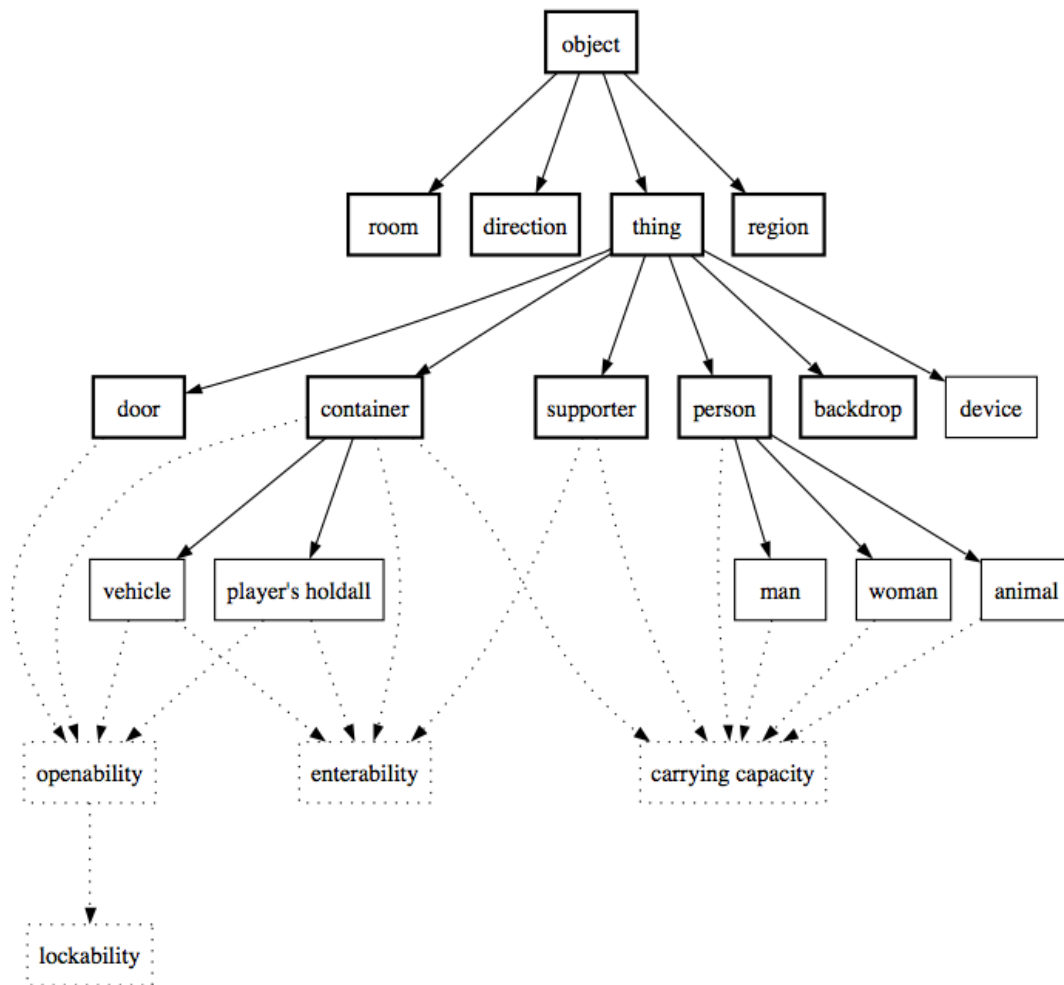 object
room
direction
thing
region
door
container
supporter
person
backdrop
device
vehicle
player's holdall
man
woman
animal
openability
enterability
carrying capacity
lockability